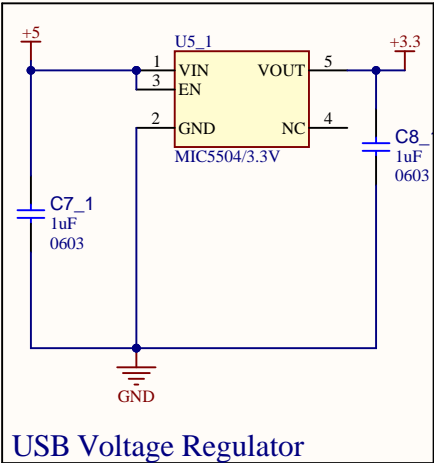 +5
U5_1
+3.3
1
VIN
VOUT
5
3
EN
2
GND
NC
4
MIC5504/3.3V
C8_
1uF
0603
C7_1
1uF
0603
GND
USB Voltage Regulator